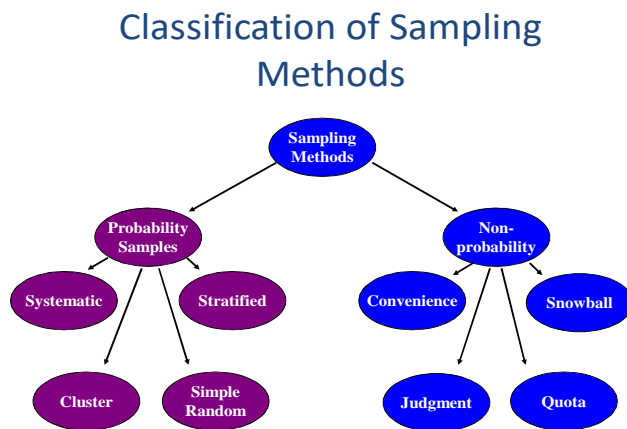 Classification of Sampling
Methods
Sampling
Methods
Probability
Samples
Non-
probability
Systematic
Stratified
Convenience
Snowball
Cluster
Simple
Random
Judgment
Quota